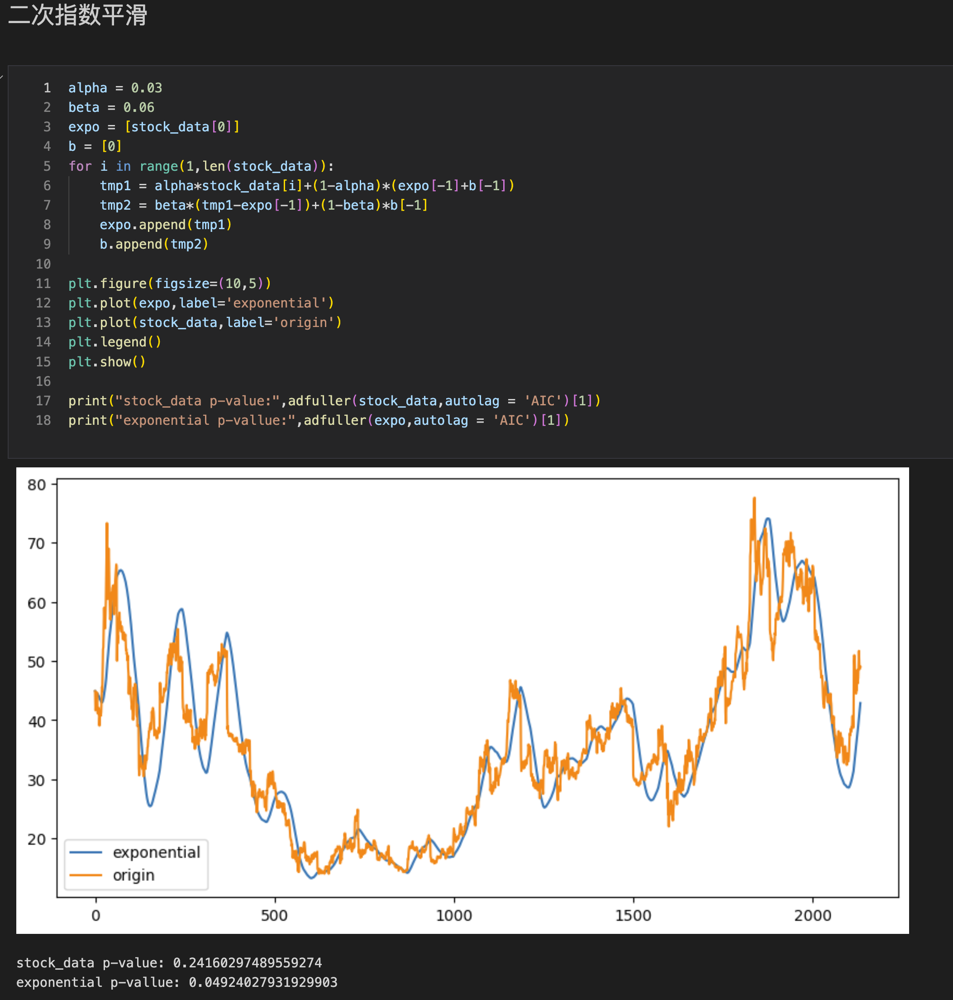 二次指数平滑
1 alpha = 0.03
2 beta = 0.06
3 expo = [stock_data[0]]
4 b = [0]
5 for i in range(1,len(stock_data)):
6     tmp1 = alpha*stock_data[i]+(1-alpha)*(expo[-1]+b[-1])
7     tmp2 = beta*(tmp1-expo[-1])+(1-beta)*b[-1]
8     expo.append(tmp1)
9     b.append(tmp2)
10
11 plt.figure(figsize=(10,5))
12 plt.plot(expo,label='exponential')
13 plt.plot(stock_data,label='origin')
14 plt.legend()
15 plt.show()
16
17 print("stock_data p-value:",adfuller(stock_data,autolag = 'AIC')[1])
18 print("exponential p-vallue:",adfuller(expo,autolag = 'AIC')[1])
80
70
60
50
40
30
20
exponential
origin
0 500 1000 1500 2000
stock_data p-value: 0.24160297489559274
exponential p-vallue: 0.04924027931929903